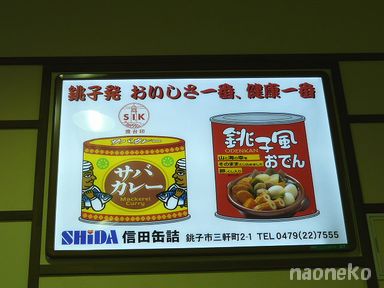 銚子発 おいしさ一番、健康一番
SIK
サバ
カレー
Mackerel
Curry
銚子風
ODENKAN
おでん
SHiDA 信田缶詰 銚子市三軒町2-1 TEL 0479(22)7555
naoneko